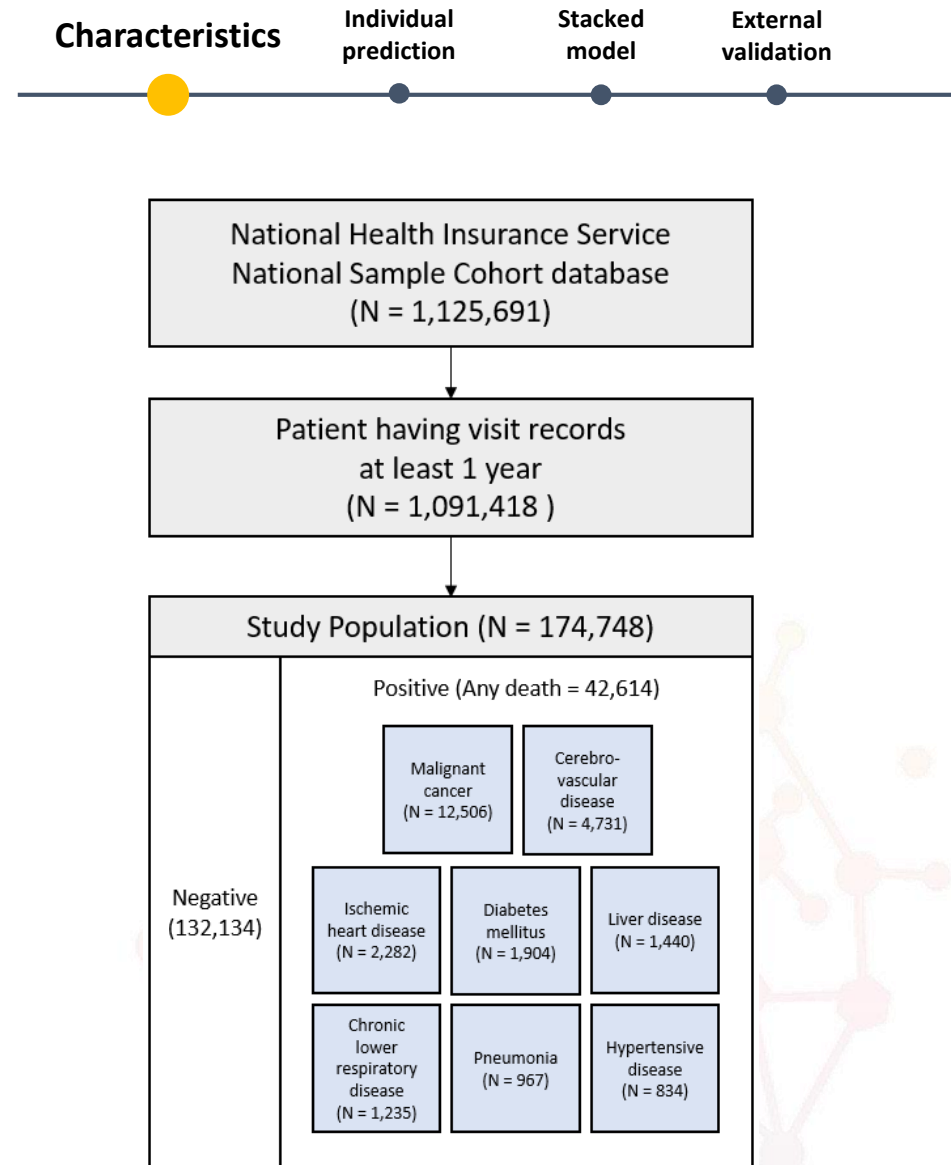 Characteristics
Individual
prediction
Stacked
model
External
validation
National Health Insurance Service
National Sample Cohort database
(N = 1,125,691)
Patient having visit records
at least 1 year
(N = 1,091,418 )
Study Population (N = 174,748)
Negative
(132,134)
Positive (Any death = 42,614)
Malignant
cancer
(N = 12,506)
Cerebro-
vascular
disease
(N = 4,731)
Ischemic
heart disease
(N = 2,282)
Diabetes
mellitus
(N = 1,904)
Liver disease
(N = 1,440)
Chronic
lower
respiratory
disease
(N = 1,235)
Pneumonia
(N = 967)
Hypertensive
disease
(N = 834)